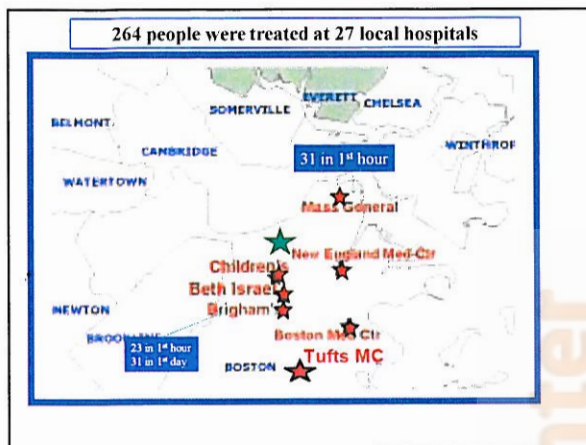 264 people were treated at 27 local hospitals
EVERETT
CHELSEA
SOMERVILLE
BELMONT
CAMBRIDGE
WINTHROP
31 in 1st hour
WATERTOWN
Mass General
New England Med Ctr
Children's
Beth Israel
Brigham's
NEWTON
Boston Med Ctr
23 in 1st hour
31 in 1st day
Tufts MC
BOSTON